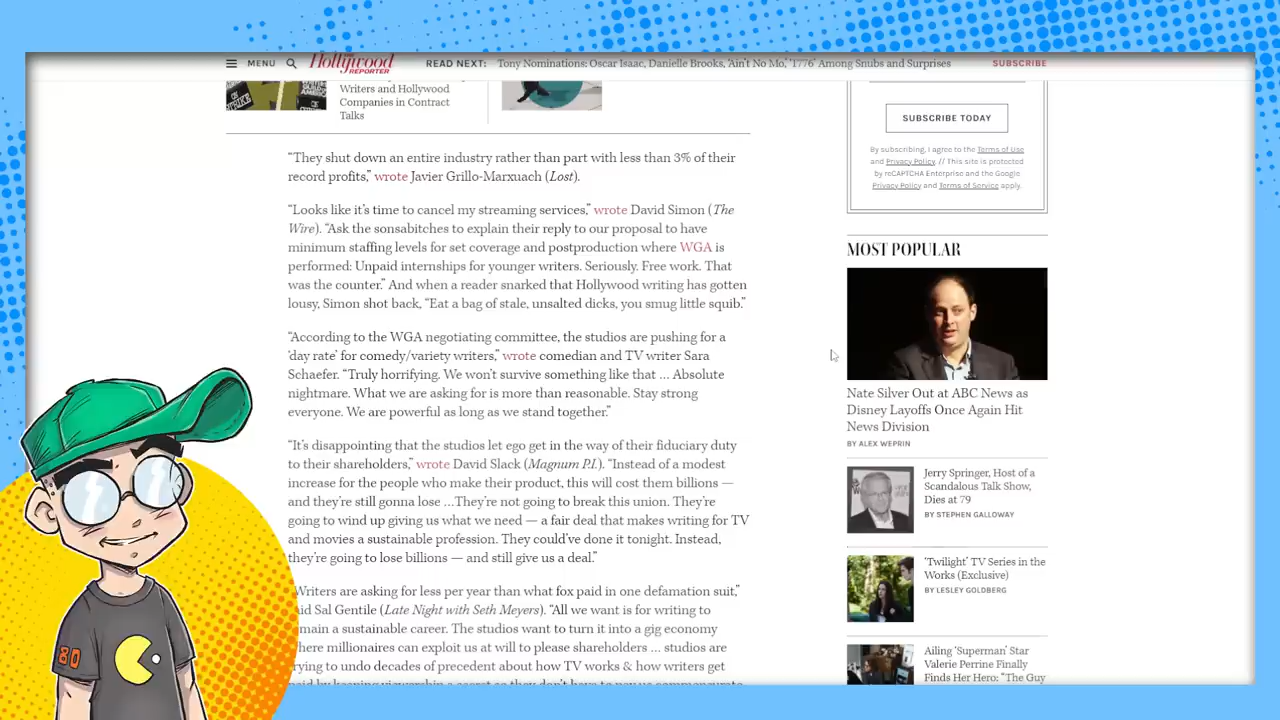 MENU
Hollywood
REPORTER
READ NEXT: Tony Nominations: Oscar Isaac, Danielle Brooks, 'Ain't No Mo,' '1776' Among Snubs and Surprises
SUBSCRIBE
Writers and Hollywood
Companies in Contract
Talks
“They shut down an entire industry rather than part with less than 3% of their
record profits,” wrote Javier Grillo-Marxuach (Lost).
“Looks like it's time to cancel my streaming services,” wrote David Simon (The
Wire). “Ask the sonsabitches to explain their reply to our proposal to have
minimum staffing levels for set coverage and postproduction where WGA is
performed: Unpaid internships for younger writers. Seriously. Free work. That
was the counter.” And when a reader snarked that Hollywood writing has gotten
lousy, Simon shot back, “Eat a bag of stale, unsalted dicks, you smug little squib.”
“According to the WGA negotiating committee, the studios are pushing for a
'day rate' for comedy/variety writers,” wrote comedian and TV writer Sara
Schaefer. “Truly horrifying. We won't survive something like that … Absolute
nightmare. What we are asking for is more than reasonable. Stay strong
everyone. We are powerful as long as we stand together.”
“It's disappointing that the studios let ego get in the way of their fiduciary duty
to their shareholders,” wrote David Slack (Magnum P.I.). “Instead of a modest
increase for the people who make their product, this will cost them billions —
and they're still gonna lose …They're not going to break this union. They're
going to wind up giving us what we need — a fair deal that makes writing for TV
and movies a sustainable profession. They could've done it tonight. Instead,
they're going to lose billions — and still give us a deal.”
Writers are asking for less per year than what fox paid in one defamation suit,”
Sal Gentile (Late Night with Seth Meyers). “All we want is for writing to
a sustainable career. The studios want to turn it into a gig economy
where millionaires can exploit us at will to please shareholders … studios are
trying to undo decades of precedent about how TV works & how writers get
SUBSCRIBE TODAY
By subscribing, I agree to the Terms of Use
and Privacy Policy. // This site is protected
by reCAPTCHA Enterprise and the Google
Privacy Policy and Terms of Service apply.
MOST POPULAR
Nate Silver Out at ABC News as
Disney Layoffs Once Again Hit
News Division
BY ALEX WEPRIN
Jerry Springer, Host of a
Scandalous Talk Show,
Dies at 79
BY STEPHEN GALLOWAY
'Twilight' TV Series in the
Works (Exclusive)
BY LESLEY GOLDBERG
Ailing 'Superman' Star
Valerie Perrine Finally
Finds Her Hero: “The Guy
80